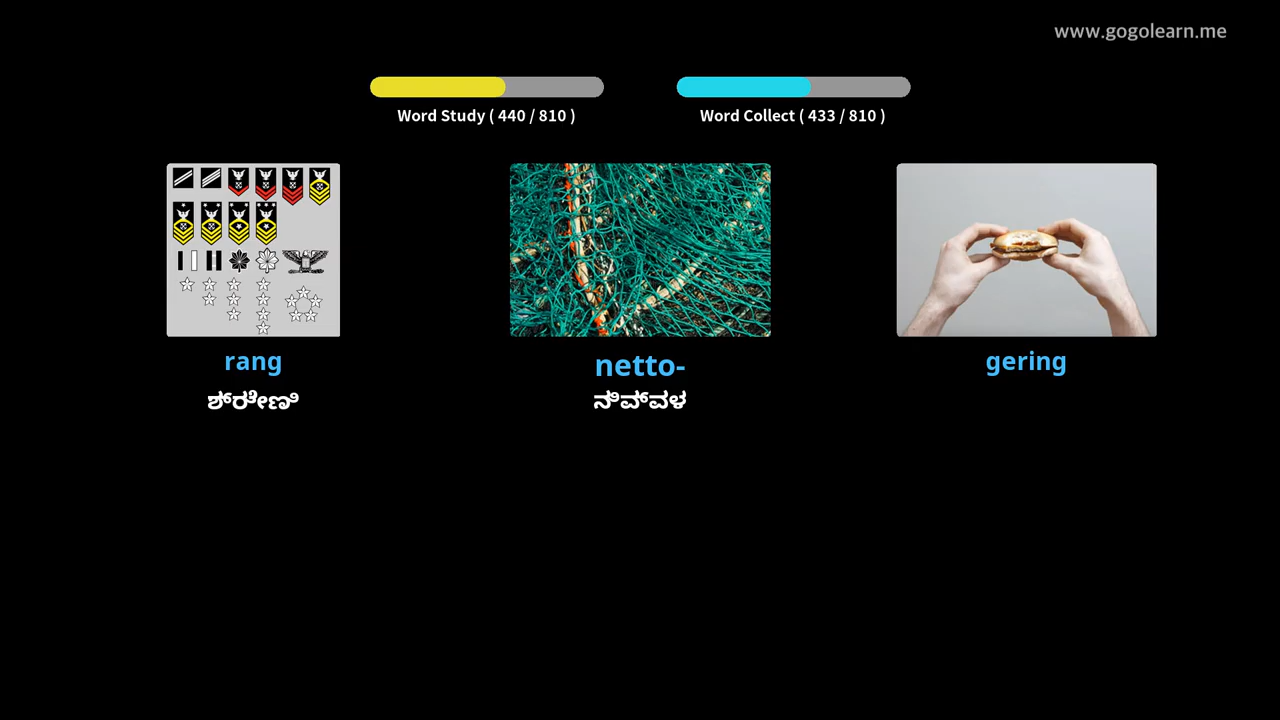 www.gogolearn.me
Word Study ( 440 / 810 )
Word Collect ( 433 / 810 )
rang
netto-
gering
ಶ್ರೇಣಿ
ನಿವ್ವಳ